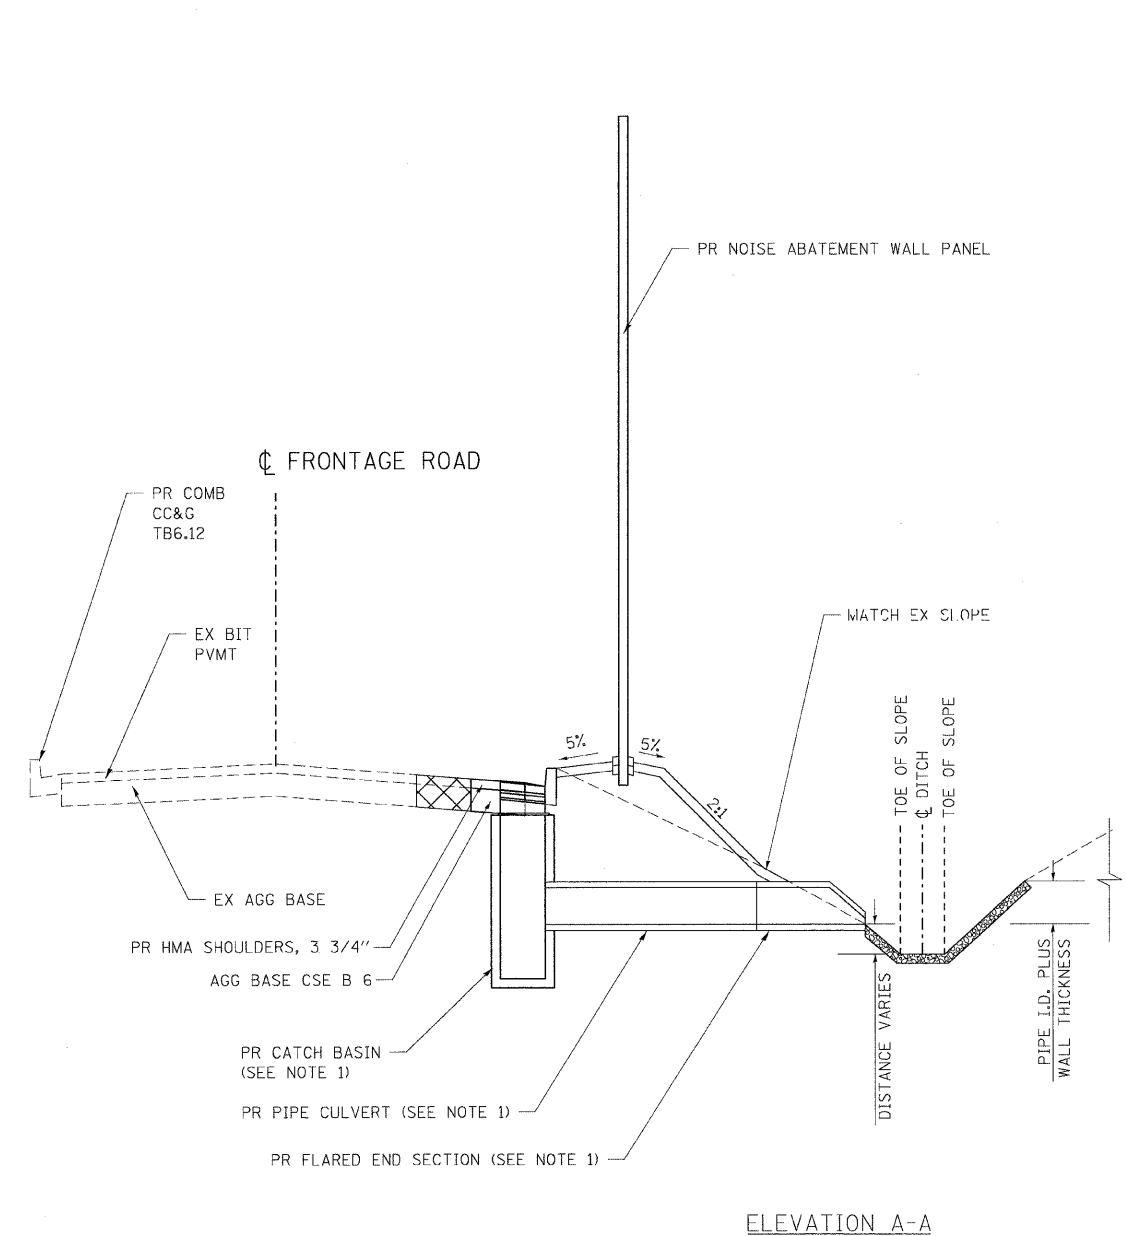 PR NOISE ABATEMENT WALL PANEL
℄ FRONTAGE ROAD
PR COMB
CC&G
TB6.12
EX BIT
PVMT
MATCH EX SLOPE
TOE OF SLOPE
℄ DITCH
TOE OF SLOPE
5%
5%
2:1
EX AGG BASE
PR HMA SHOULDERS, 3 3/4"
AGG BASE CSE B 6
PR CATCH BASIN
(SEE NOTE 1)
PR PIPE CULVERT (SEE NOTE 1)
PR FLARED END SECTION (SEE NOTE 1)
DISTANCE VARIES
PIPE I.D. PLUS
WALL THICKNESS
ELEVATION A-A